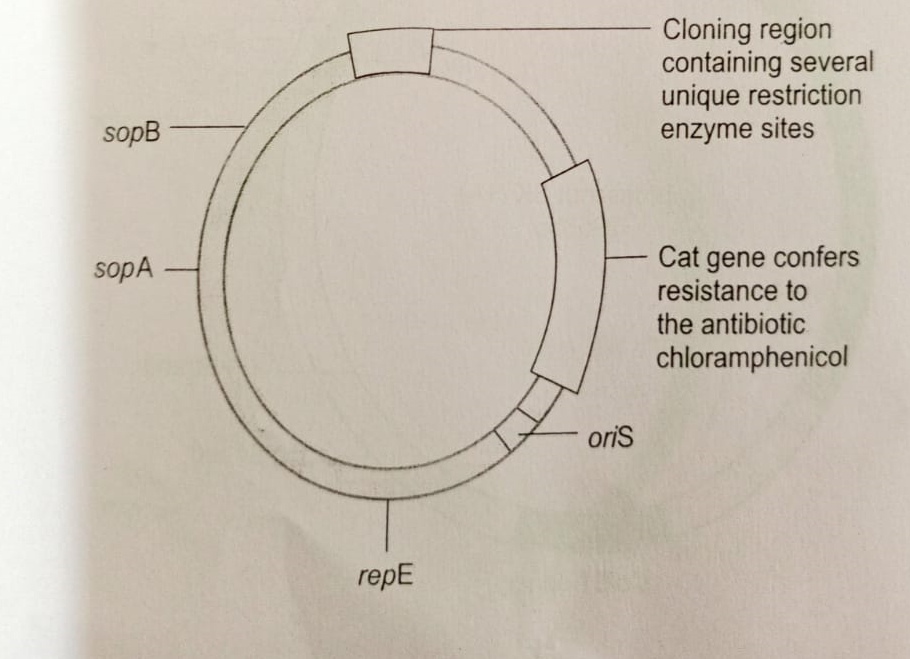 Cloning region
containing several
unique restriction
enzyme sites
sopB
sopA
Cat gene confers
resistance to
the antibiotic
chloramphenicol
oriS
repE